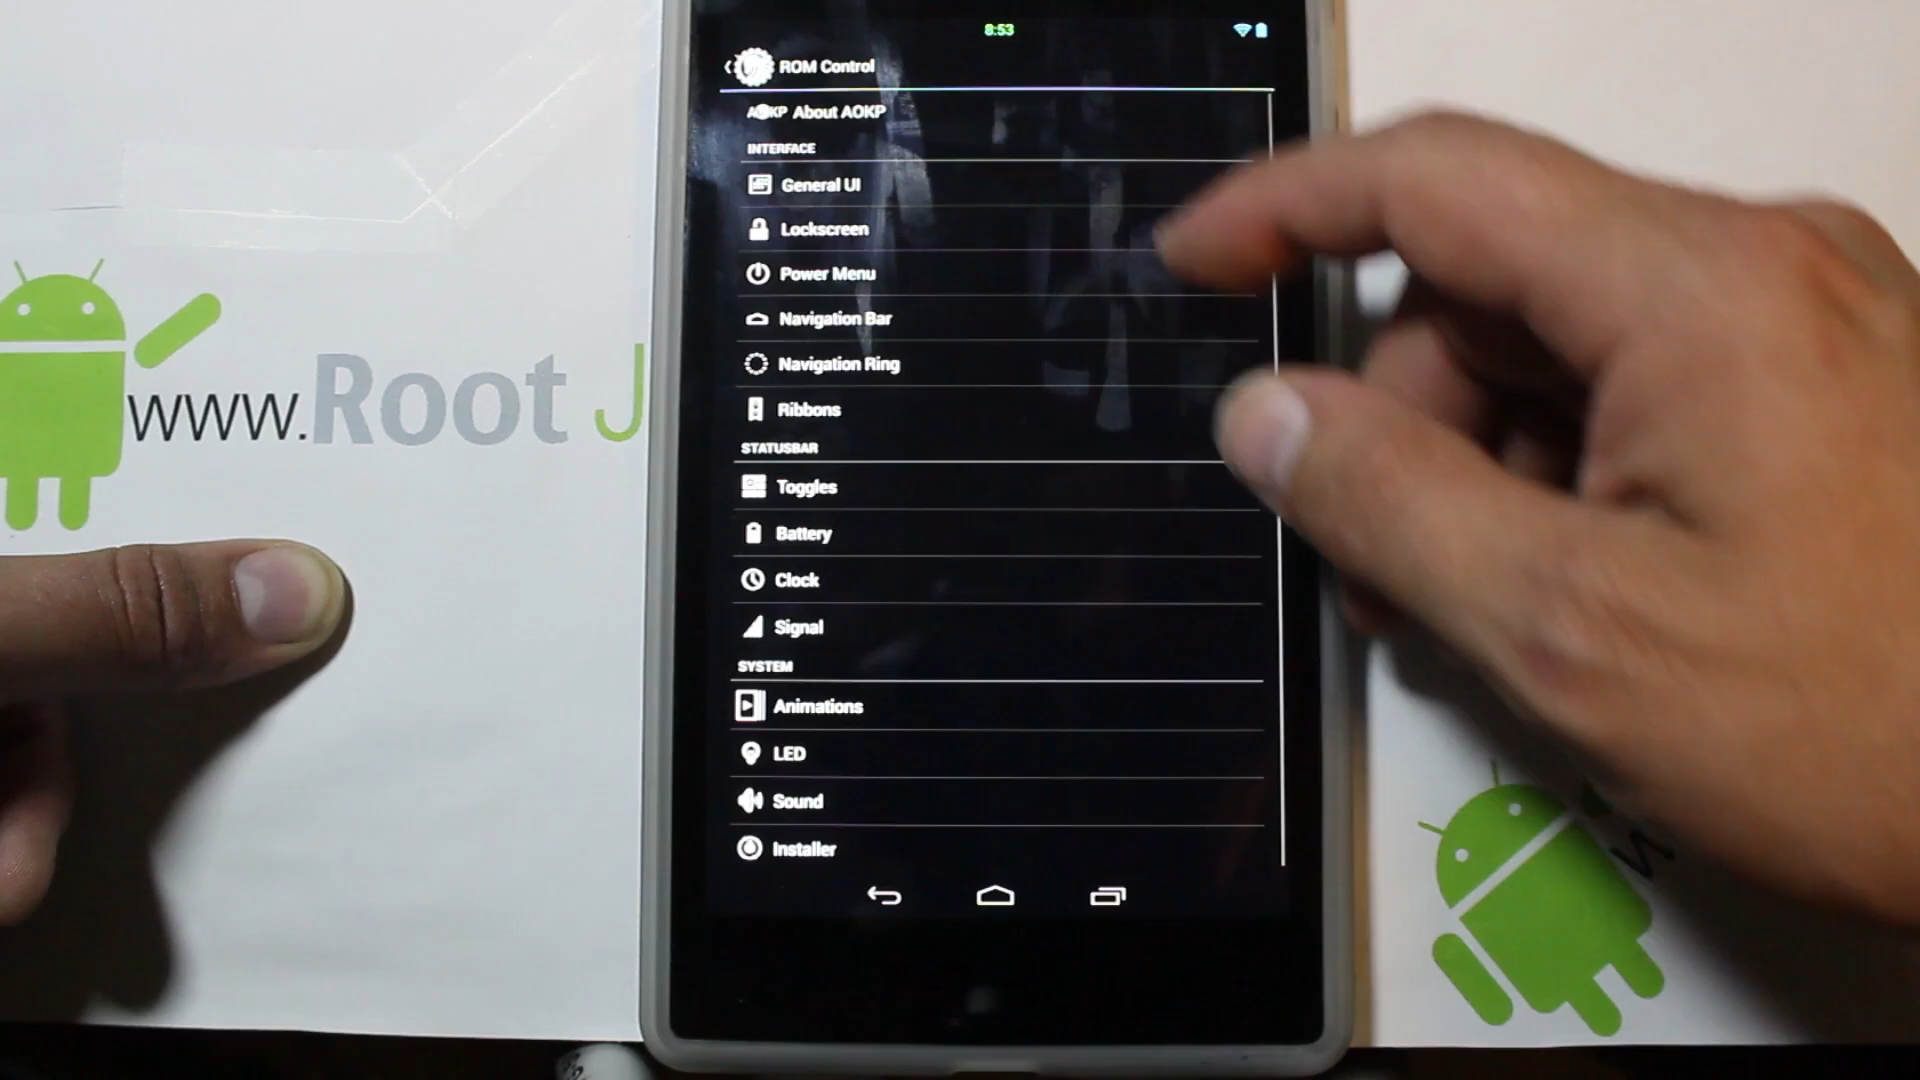 8:53
ROM Control
AOKP About AOKP
INTERFACE
General UI
Lockscreen
Power Menu
Navigation Bar
Navigation Ring
Ribbons
STATUSBAR
Toggles
Battery
Clock
Signal
SYSTEM
Animations
LED
Sound
Installer
www.Root J